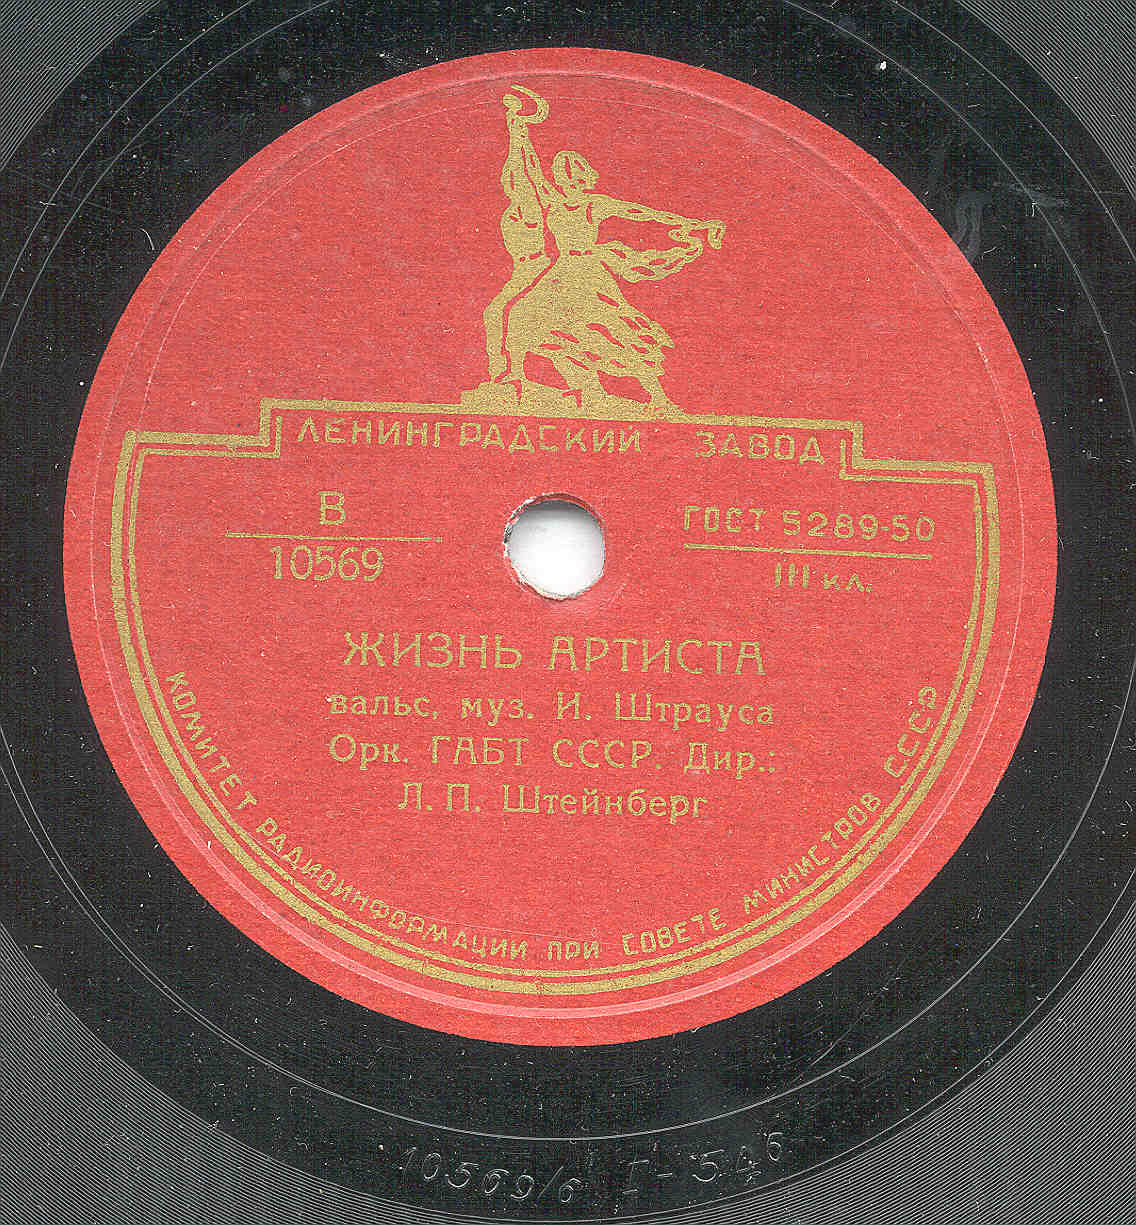 ЛЕНИНГРАДСКИЙ ЗАВОД
В
10569
ГОСТ 5289-50
III кл.
ЖИЗНЬ АРТИСТА
вальс, муз. И. Штрауса
Орк. ГАБТ СССР. Дир.:
Л. П. Штейнберг
КОМИТЕТ РАДИОИНФОРМАЦИИ ПРИ СОВЕТЕ МИНИСТРОВ СССР
10569/6 I-546